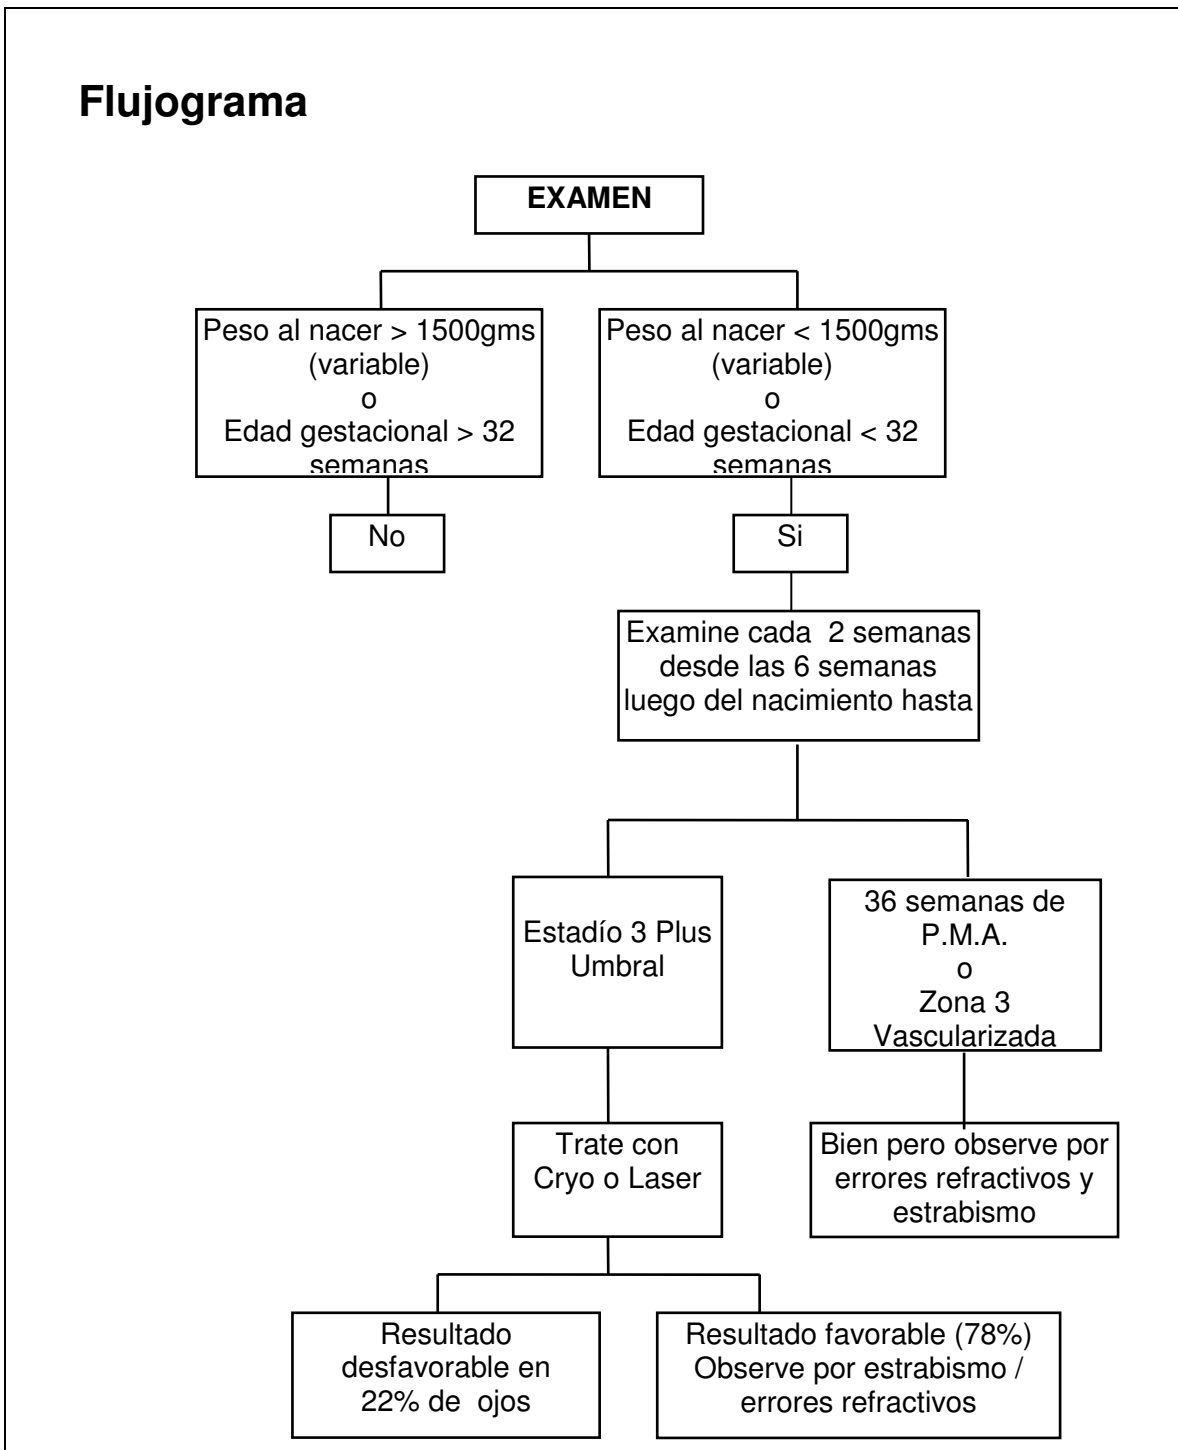 Flujograma
EXAMEN
Peso al nacer > 1500gms
(variable)
o
Edad gestacional > 32
semanas
Peso al nacer < 1500gms
(variable)
o
Edad gestacional < 32
semanas
No
Si
Examine cada 2 semanas
desde las 6 semanas
luego del nacimiento hasta
Estadío 3 Plus
Umbral
36 semanas de
P.M.A.
o
Zona 3
Vascularizada
Trate con
Cryo o Laser
Bien pero observe por
errores refractivos y
estrabismo
Resultado
desfavorable en
22% de ojos
Resultado favorable (78%)
Observe por estrabismo /
errores refractivos